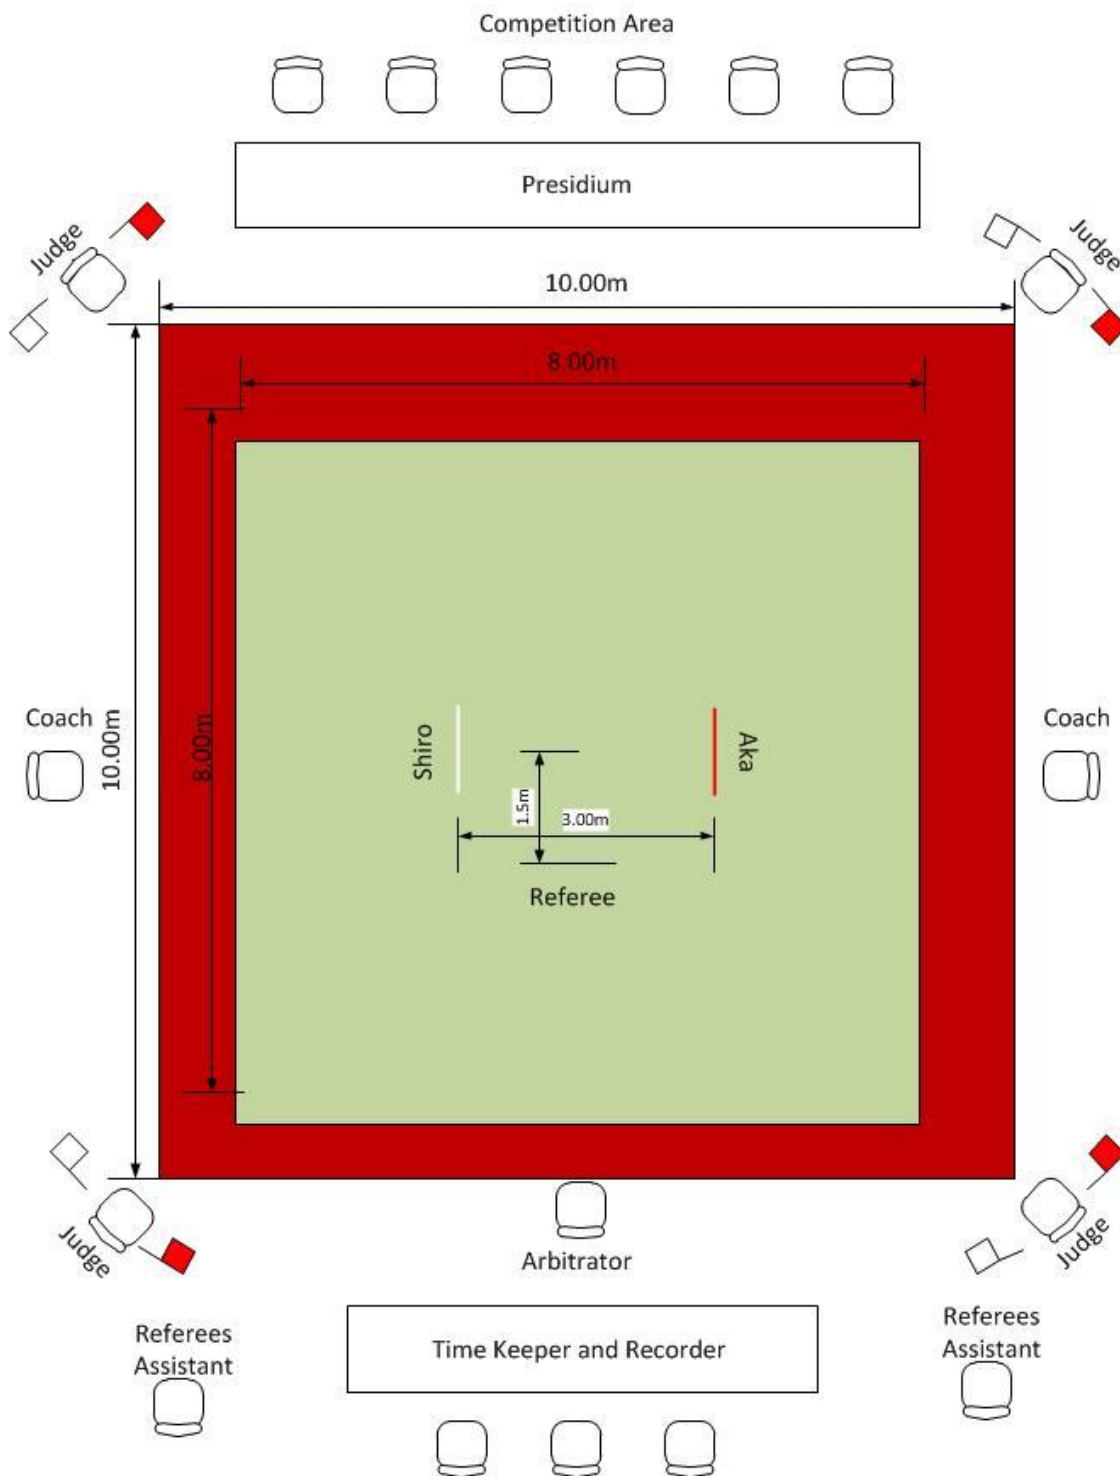 Competition Area
Presidium
Judge
Judge
10.00m
8.00m
Coach
10.00m
8.00m
Shiro
Aka
Coach
1.5m
3.00m
Referee
Judge
Judge
Arbitrator
Referees
Assistant
Time Keeper and Recorder
Referees
Assistant